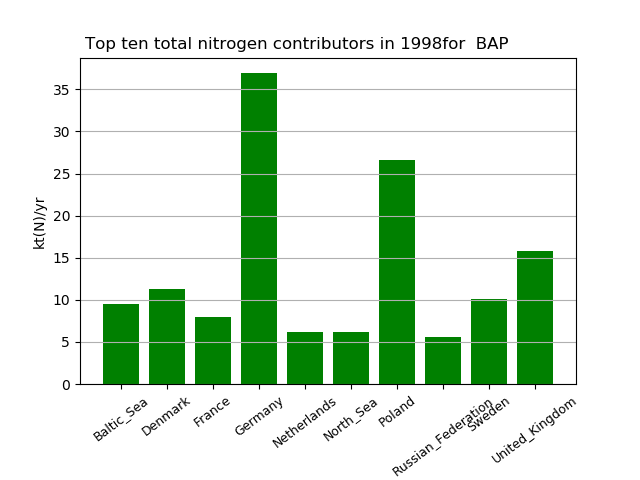 Top ten total nitrogen contributors in 1998for  BAP
kt(N)/yr
35
30
25
20
15
10
5
0
Baltic_Sea
Denmark
France
Germany
Netherlands
North_Sea
Poland
Russian_Federation
Sweden
United_Kingdom